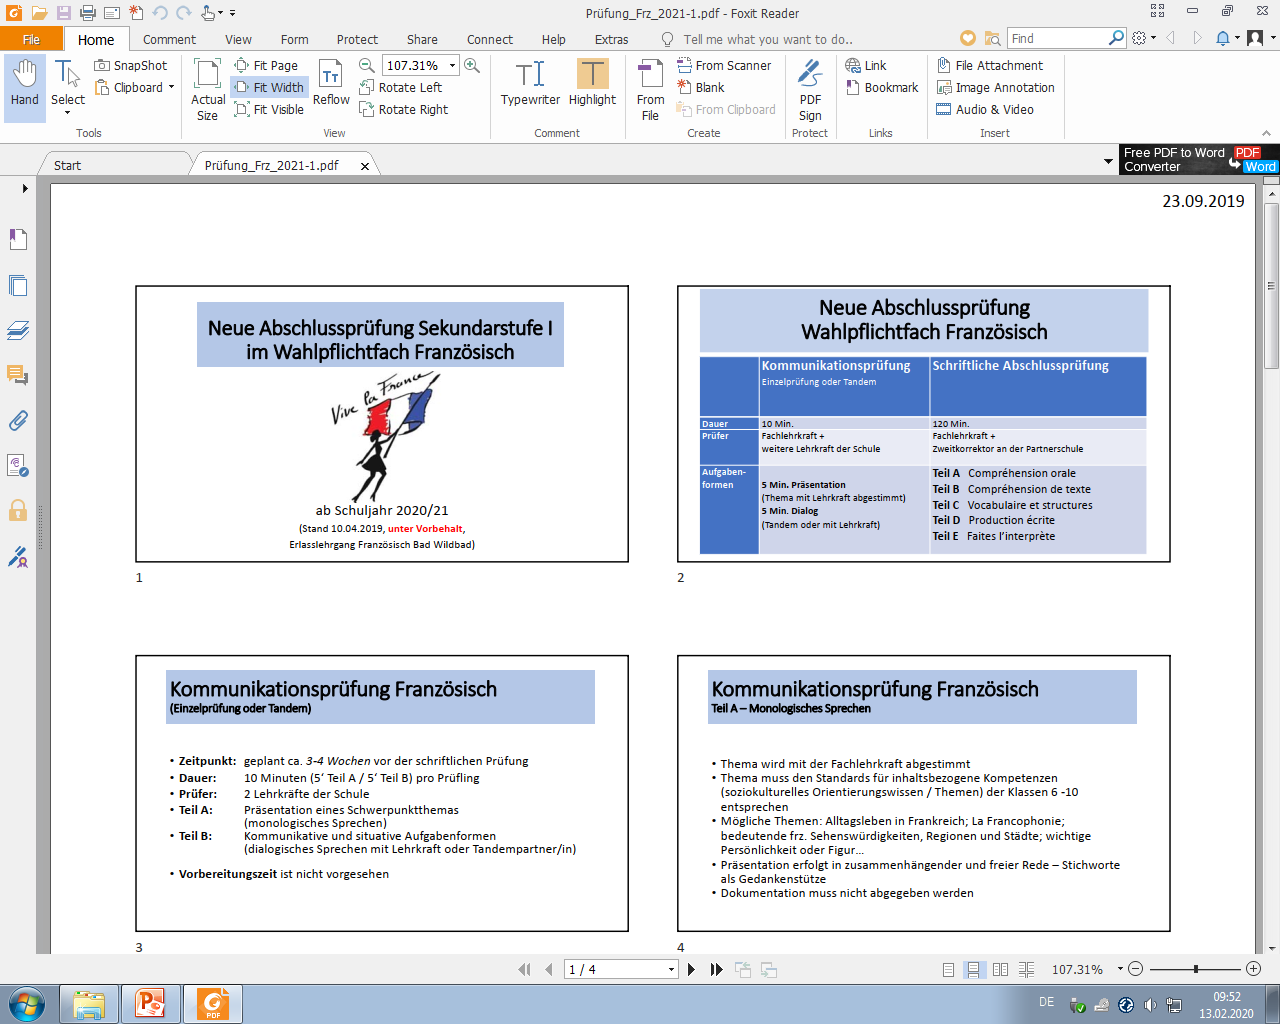 Prüfung_Frz_2021-1.pdf - Foxit Reader
File Home Comment View Form Protect Share Connect Help Extras Tell me what you want to do.. Find
Hand
Select
SnapShot
Clipboard
Tools
Actual Size
Fit Page
Fit Width
Fit Visible
Reflow
107.31%
Rotate Left
Rotate Right
View
Typewriter
Highlight
Comment
From File
From Scanner
Blank
From Clipboard
Create
PDF Sign
Protect
Link
Bookmark
Links
File Attachment
Image Annotation
Audio & Video
Insert
Start
Prüfung_Frz_2021-1.pdf
Free PDF to Word
Converter
PDF
Word
23.09.2019
Neue Abschlussprüfung Sekundarstufe I
im Wahlpflichtfach Französisch
Vive la France
ab Schuljahr 2020/21
(Stand 10.04.2019, unter Vorbehalt,
Erlasslehrgang Französisch Bad Wildbad)
1
Neue Abschlussprüfung
Wahlpflichtfach Französisch
Kommunikationsprüfung
Einzelprüfung oder Tandem
Schriftliche Abschlussprüfung
Dauer 10 Min. 120 Min.
Prüfer
Fachlehrkraft +
weitere Lehrkraft der Schule
Fachlehrkraft +
Zweitkorrektor an der Partnerschule
Aufgaben-
formen
5 Min. Präsentation
(Thema mit Lehrkraft abgestimmt)
5 Min. Dialog
(Tandem oder mit Lehrkraft)
Teil A Compréhension orale
Teil B Compréhension de texte
Teil C Vocabulaire et structures
Teil D Production écrite
Teil E Faites l'interprète
2
Kommunikationsprüfung Französisch
(Einzelprüfung oder Tandem)
• Zeitpunkt: geplant ca. 3-4 Wochen vor der schriftlichen Prüfung
• Dauer: 10 Minuten (5‘ Teil A / 5‘ Teil B) pro Prüfling
• Prüfer: 2 Lehrkräfte der Schule
• Teil A: Präsentation eines Schwerpunktthemas
(monologisches Sprechen)
• Teil B: Kommunikative und situative Aufgabenformen
(dialogisches Sprechen mit Lehrkraft oder Tandempartner/in)
• Vorbereitungszeit ist nicht vorgesehen
3
Kommunikationsprüfung Französisch
Teil A – Monologisches Sprechen
• Thema wird mit der Fachlehrkraft abgestimmt
• Thema muss den Standards für inhaltsbezogene Kompetenzen
(soziokulturelles Orientierungswissen / Themen) der Klassen 6 -10
entsprechen
• Mögliche Themen: Alltagsleben in Frankreich; La Francophonie;
bedeutende frz. Sehenswürdigkeiten, Regionen und Städte; wichtige
Persönlichkeit oder Figur...
• Präsentation erfolgt in zusammenhängender und freier Rede – Stichworte
als Gedankenstütze
• Dokumentation muss nicht abgegeben werden
4
1 / 4
107.31%
DE
09:52
13.02.2020